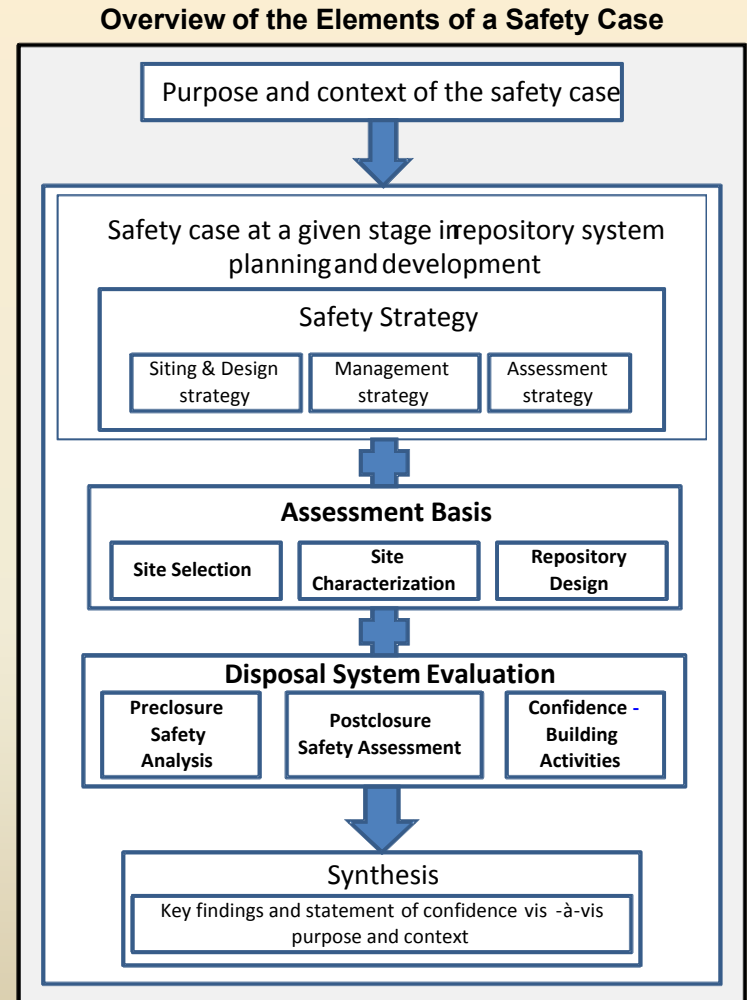 Overview of the Elements of a Safety Case
Purpose and context of the safety case
Safety case at a given stage in repository system
planning and development
Safety Strategy
Siting & Design
strategy
Management
strategy
Assessment
strategy
Assessment Basis
Site Selection
Site
Characterization
Repository
Design
Disposal System Evaluation
Preclosure
Safety
Analysis
Postclosure
Safety Assessment
Confidence -
Building
Activities
Synthesis
Key findings and statement of confidence vis -à-vis
purpose and context